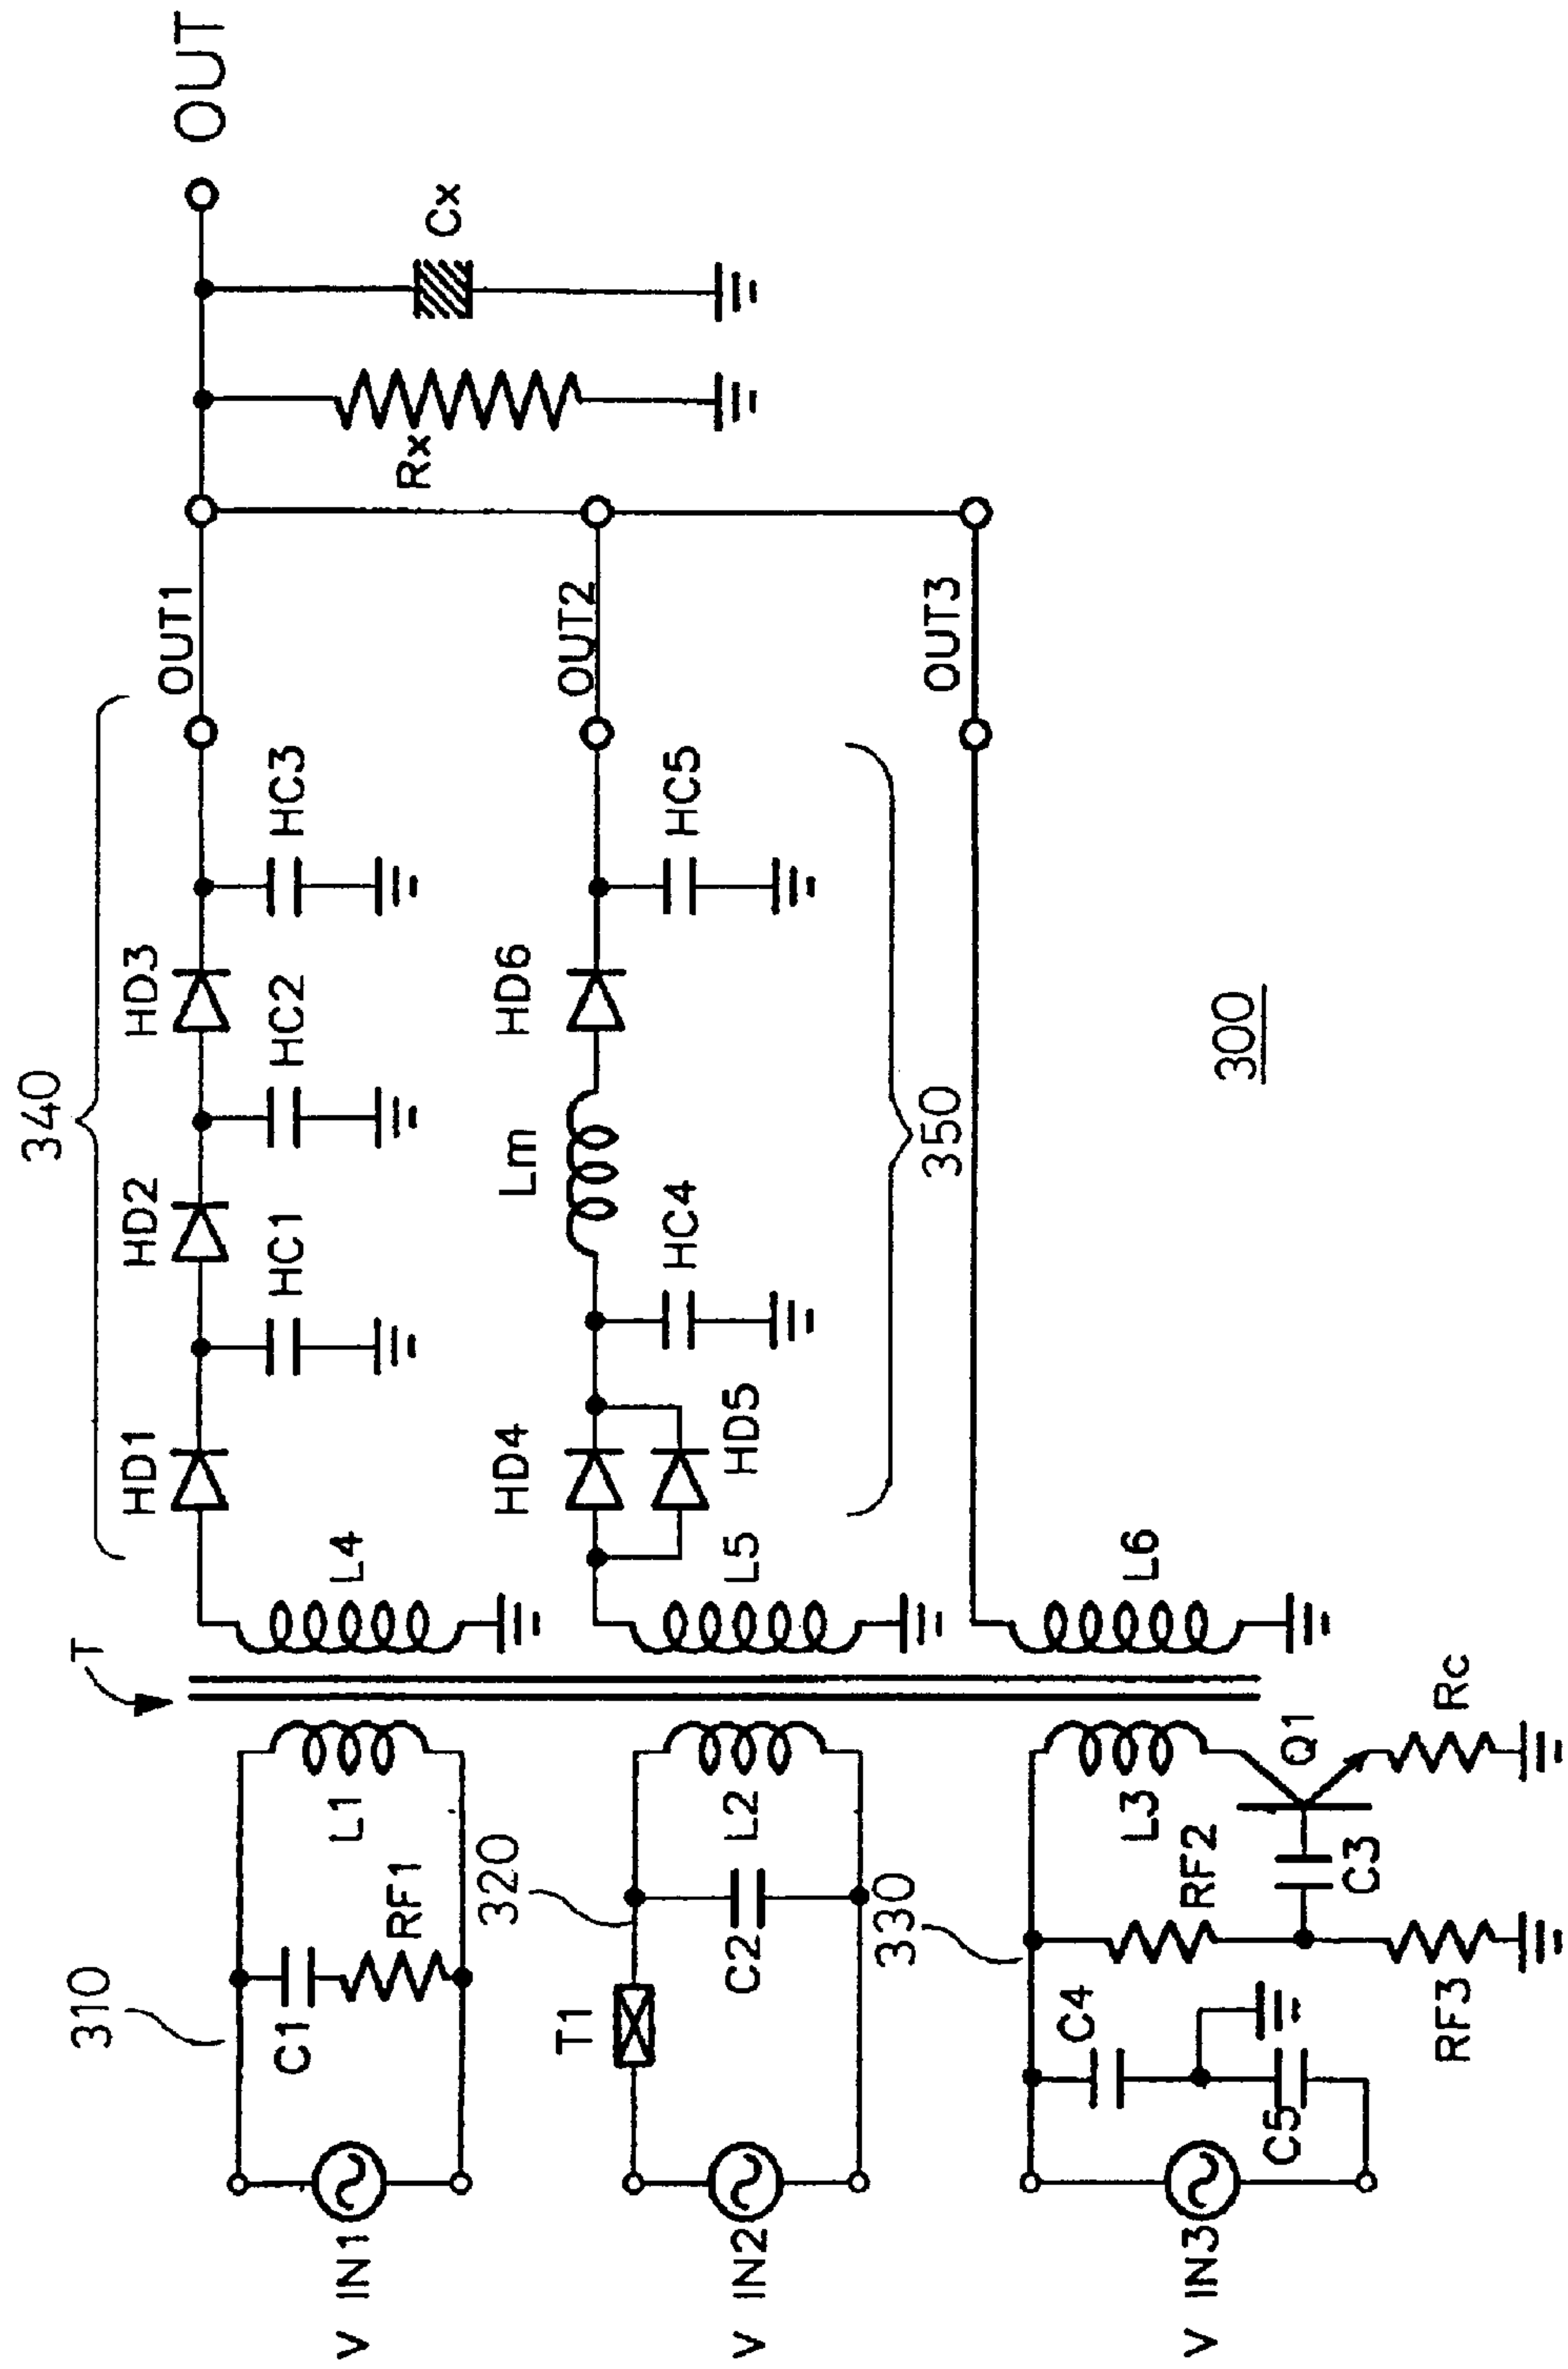 340
HD1
HD2
HD3
OUT1
OUT
HC1
HC2
HC3
T
L4
Rx
Cx
310
C1
RF1
L1
V IN1
HD4
HD5
Lm
HD6
OUT2
HC4
HC5
L5
350
320
T1
C2
L2
V IN2
OUT3
L6
330
C4
RF2
L3
Q1
Rc
C3
C5
RF3
V IN3
300